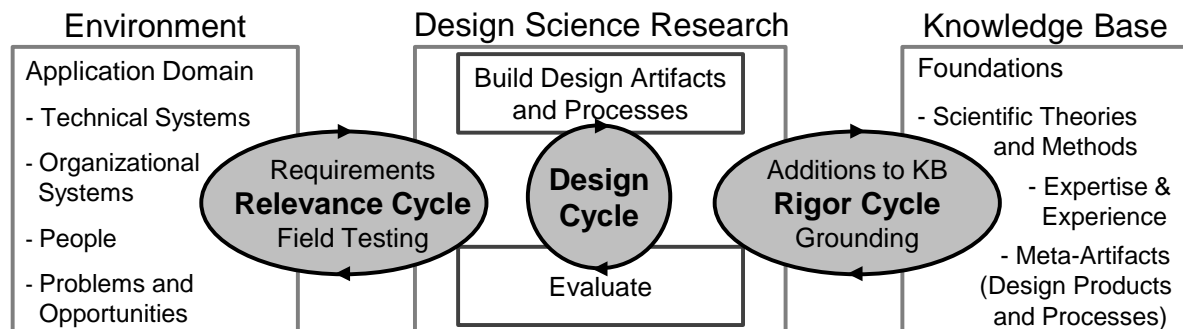 Environment
Application Domain
- Technical Systems
- Organizational
Systems
- People
- Problems and
Opportunities
Requirements
Relevance Cycle
Field Testing
Design Science Research
Build Design Artifacts
and Processes
Design
Cycle
Evaluate
Additions to KB
Rigor Cycle
Grounding
Knowledge Base
Foundations
- Scientific Theories
and Methods
- Expertise &
Experience
- Meta-Artifacts
(Design Products
and Processes)